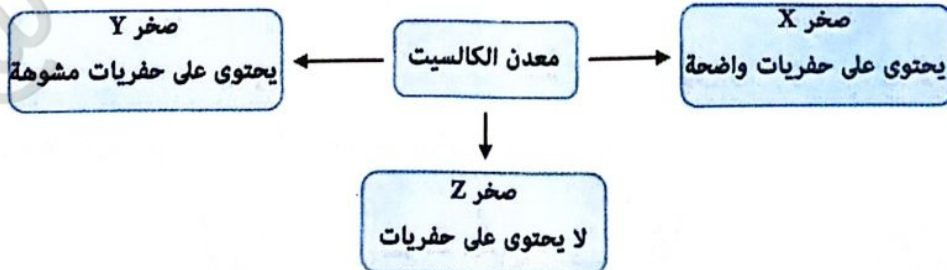 صخر X
يحتوى على حفريات واضحة
معدن الكالسيت
صخر Y
يحتوى على حفريات مشوهة
صخر Z
لا يحتوى على حفريات